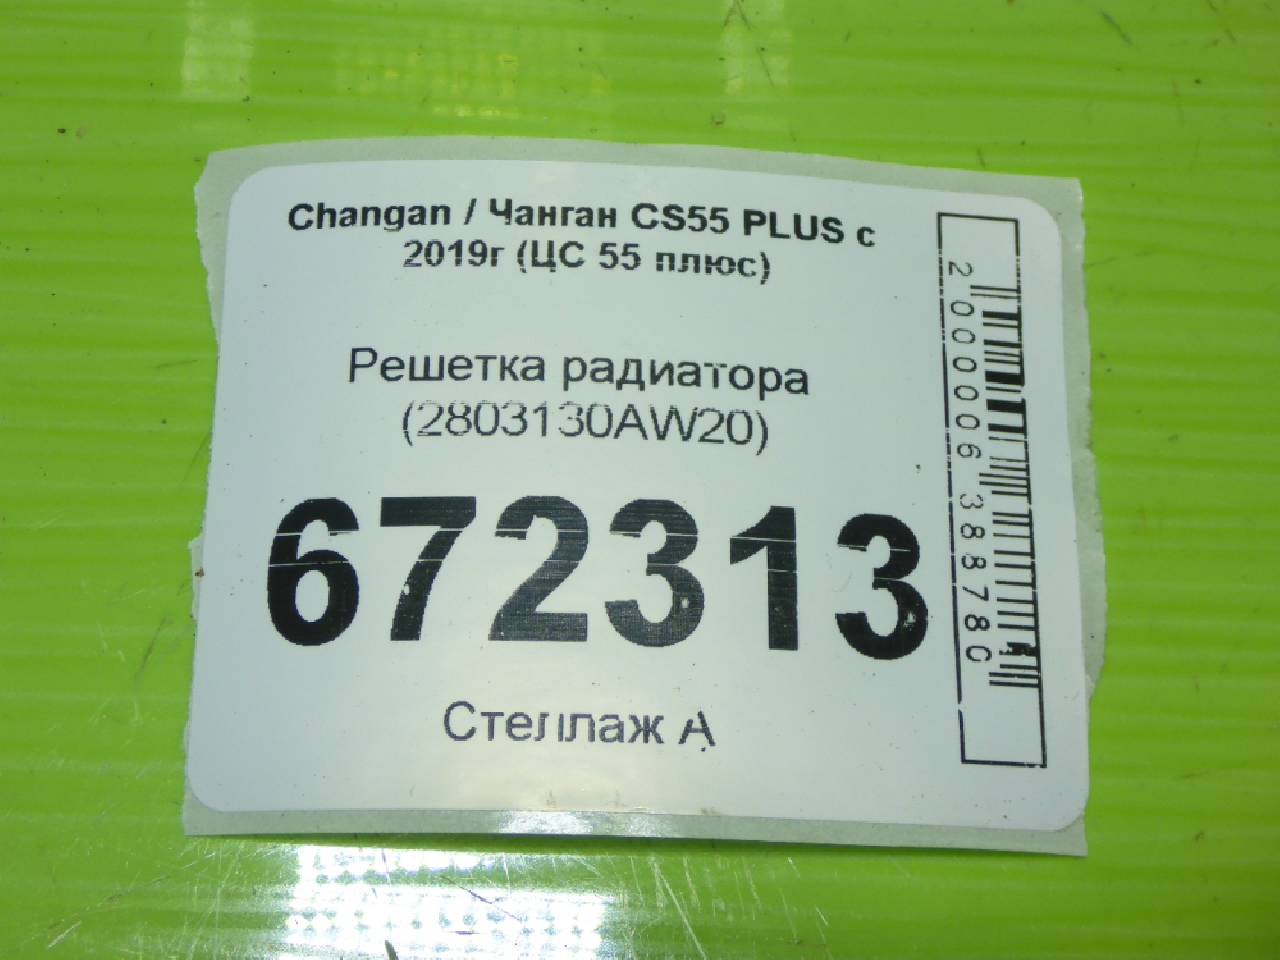 Changan / Чанган CS55 PLUS с
2019г (ЦС 55 плюс)
Решетка радиатора
(2803130AW20)
672313
Стеллаж А
2000006388780